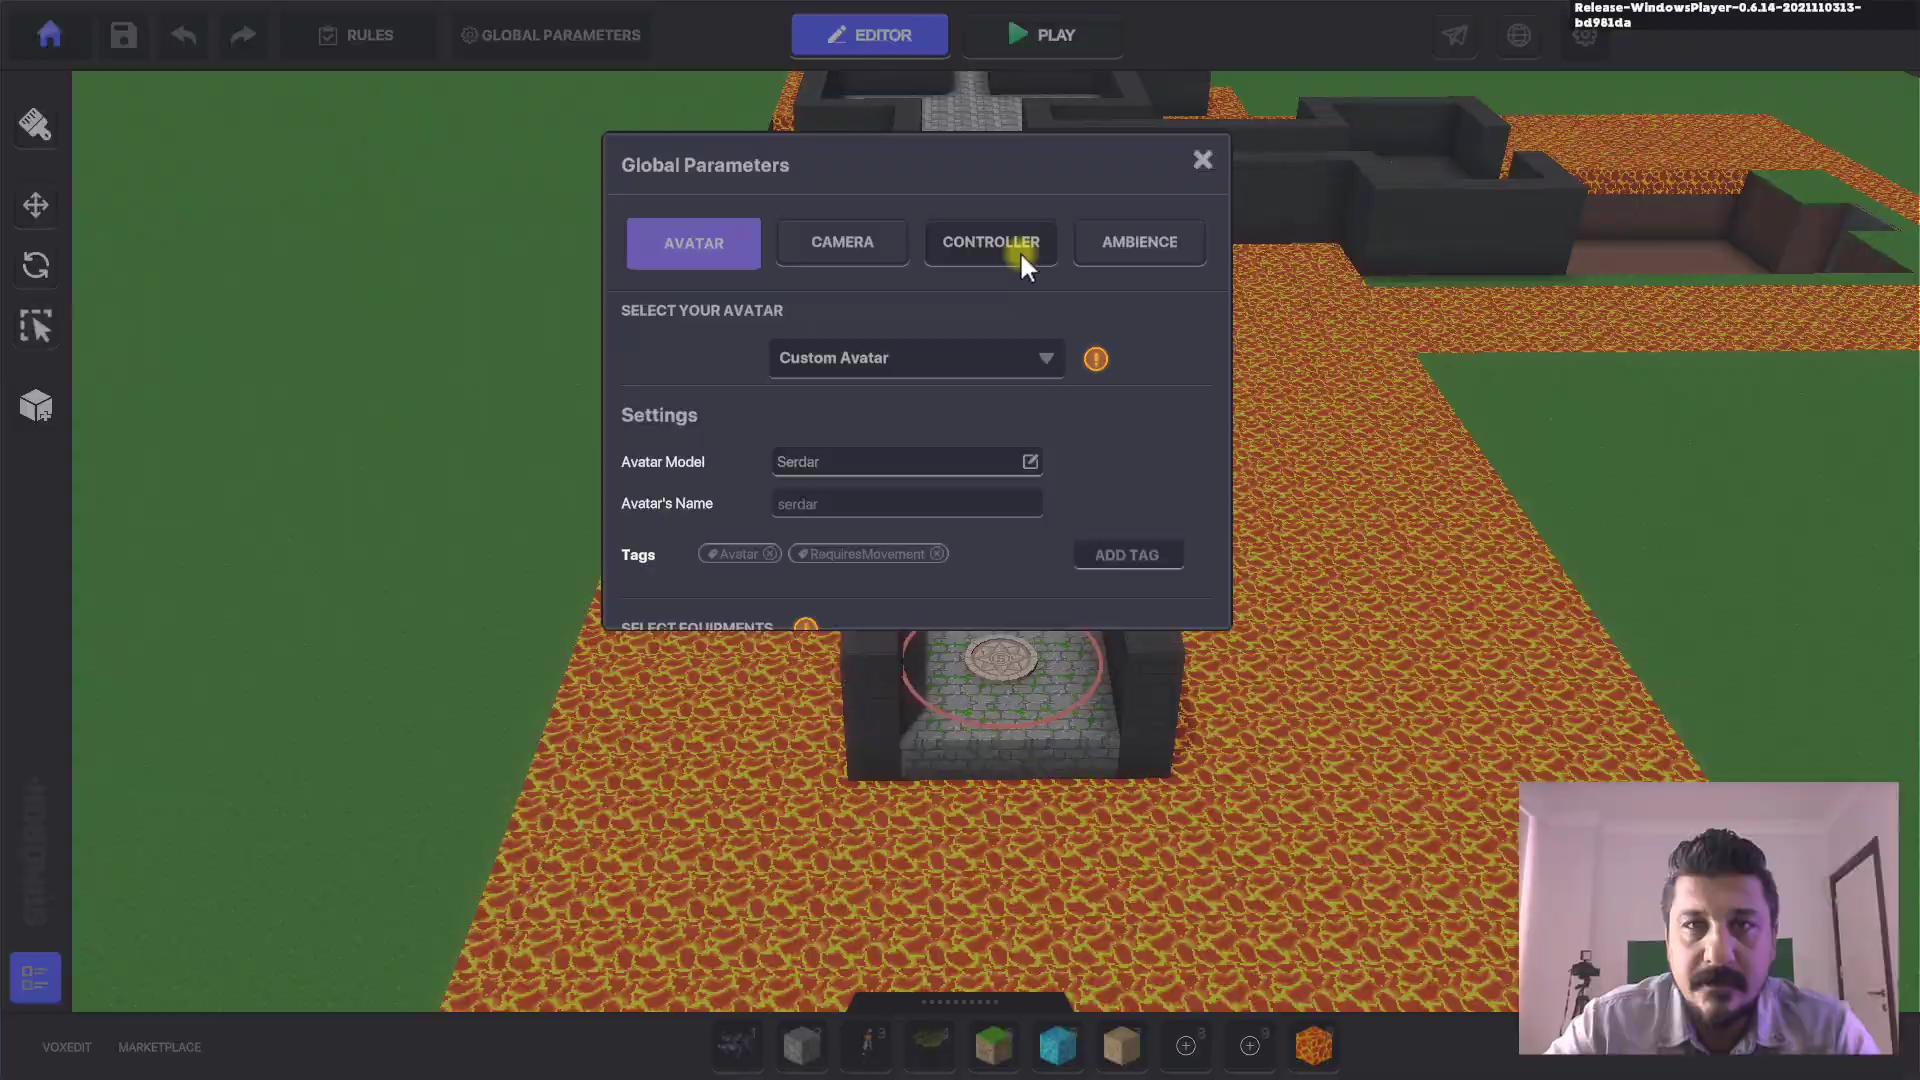 Release-WindowsPlayer-0.6.14-2021110313-
bd981da
RULES
GLOBAL PARAMETERS
EDITOR
PLAY
Global Parameters
AVATAR
CAMERA
CONTROLLER
AMBIENCE
SELECT YOUR AVATAR
Custom Avatar
Settings
Avatar Model
Serdar
Avatar's Name
serdar
Tags
Avatar
RequiresMovement
ADD TAG
SELECT EQUIPMENTS
VOXEDIT
MARKETPLACE